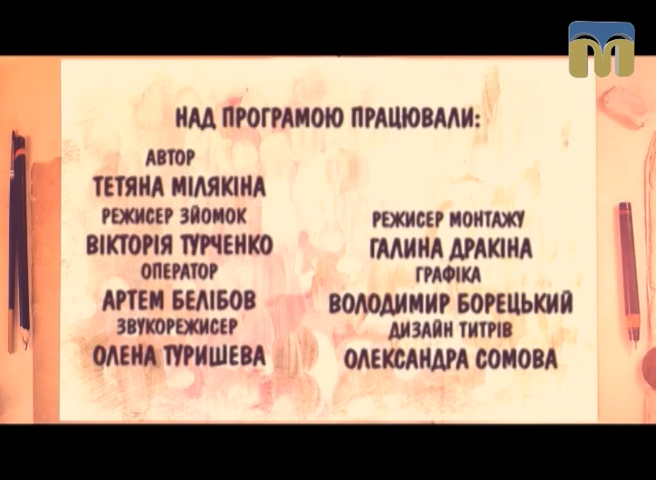 НАД ПРОГРАМОЮ ПРАЦЮВАЛИ:
АВТОР
ТЕТЯНА МІЛЯКІНА
РЕЖИСЕР ЗЙОМОК
ВІКТОРІЯ ТУРЧЕНКО
ОПЕРАТОР
АРТЕМ БЕЛІБОВ
ЗВУКОРЕЖИСЕР
ОЛЕНА ТУРИШЕВА
РЕЖИСЕР МОНТАЖУ
ГАЛИНА ДРАКІНА
ГРАФІКА
ВОЛОДИМИР БОРЕЦЬКИЙ
ДИЗАЙН ТИТРІВ
ОЛЕКСАНДРА СОМОВА